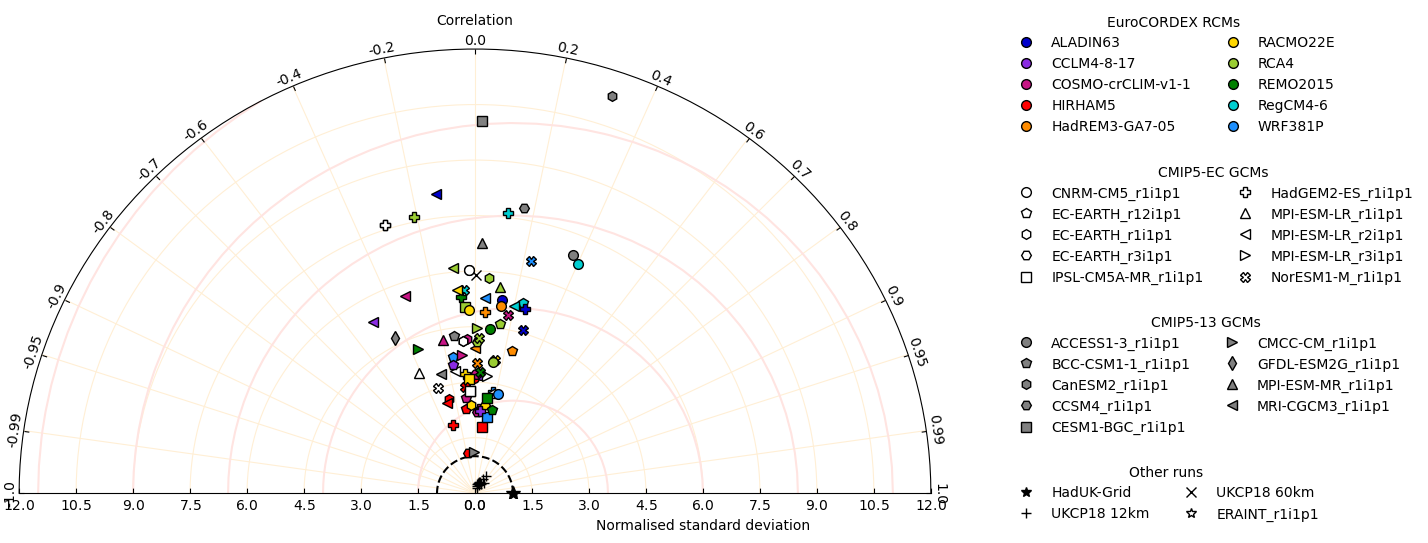 Correlation
0.0
-0.2
0.2
-0.4
0.4
-0.6
0.6
-0.7
0.7
-0.8
0.8
-0.9
0.9
-0.95
0.95
-0.99
0.99
-1.0
1.0
12.0 10.5 9.0 7.5 6.0 4.5 3.0 1.5 0.0 1.5 3.0 4.5 6.0 7.5 9.0 10.5 12.0
Normalised standard deviation
EuroCORDEX RCMs
ALADIN63 RACMO22E
CCLM4-8-17 RCA4
COSMO-crCLIM-v1-1 REMO2015
HIRHAM5 RegCM4-6
HadREM3-GA7-05 WRF381P
CMIP5-EC GCMs
CNRM-CM5_r1i1p1 HadGEM2-ES_r1i1p1
EC-EARTH_r12i1p1 MPI-ESM-LR_r1i1p1
EC-EARTH_r1i1p1 MPI-ESM-LR_r2i1p1
EC-EARTH_r3i1p1 MPI-ESM-LR_r3i1p1
IPSL-CM5A-MR_r1i1p1 NorESM1-M_r1i1p1
CMIP5-13 GCMs
ACCESS1-3_r1i1p1 CMCC-CM_r1i1p1
BCC-CSM1-1_r1i1p1 GFDL-ESM2G_r1i1p1
CanESM2_r1i1p1 MPI-ESM-MR_r1i1p1
CCSM4_r1i1p1 MRI-CGCM3_r1i1p1
CESM1-BGC_r1i1p1
Other runs
HadUK-Grid UKCP18 60km
UKCP18 12km ERAINT_r1i1p1